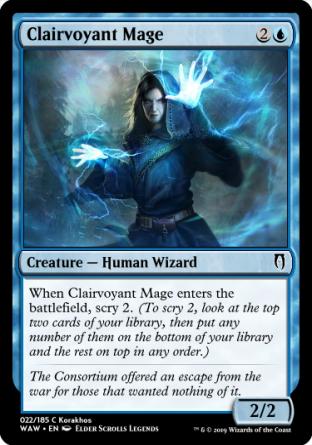 Clairvoyant Mage 2
Creature — Human Wizard
When Clairvoyant Mage enters the
battlefield, scry 2. (To scry 2, look at the top
two cards of your library, then put any
number of them on the bottom of your library
and the rest on top in any order.)
The Consortium offered an escape from the
war for those that wanted nothing of it.
2/2
022/185 C Korakhos
WAW • EN ELDER SCROLLS LEGENDS
™ & © 2019 Wizards of the Coast